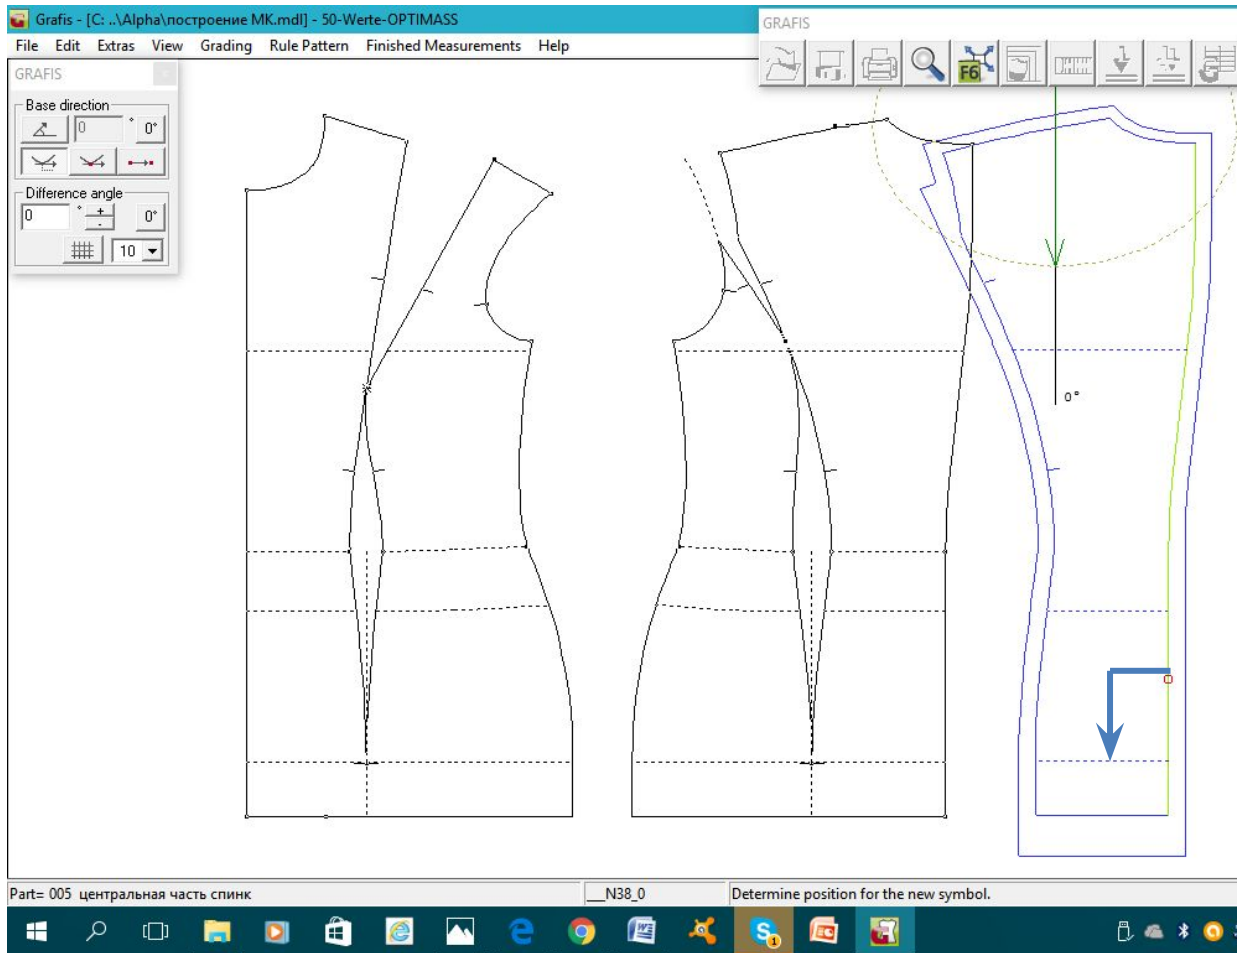 Grafis - [C: ..\Alpha\построение МК.mdl] - 50-Werte-OPTIMASS
GRAFIS
File Edit Extras View Grading Rule Pattern Finished Measurements Help
F6
GRAFIS
Base direction
0 ° 0°
Difference angle
0 ° + - 0°
10
0°
Part= 005 центральная часть спинк
__N38_0
Determine position for the new symbol.
1